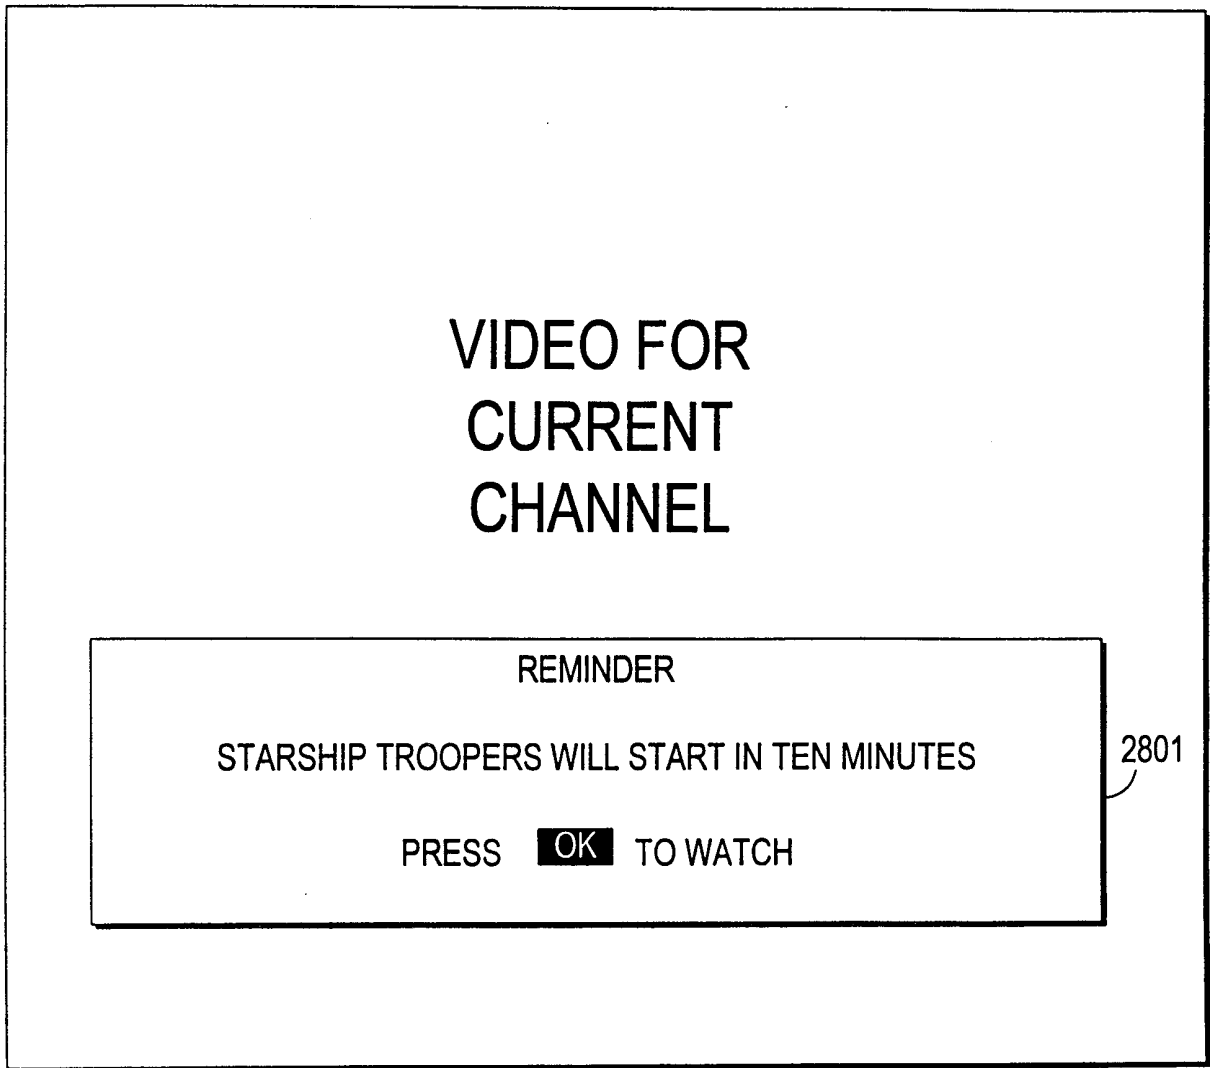 VIDEO FOR
CURRENT
CHANNEL
REMINDER
STARSHIP TROOPERS WILL START IN TEN MINUTES
2801
PRESS OK TO WATCH